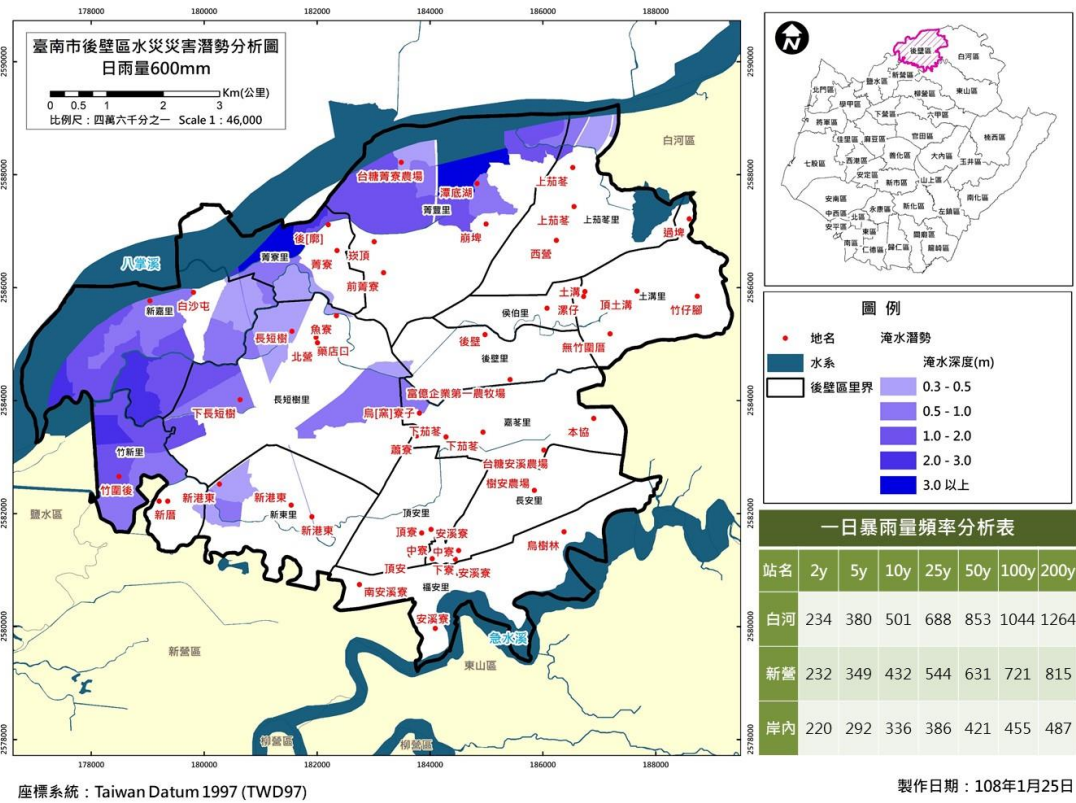 臺南市後壁區水災災害潛勢分析圖
日雨量600mm
0 0.5 1 2 3 Km(公里)
比例尺：四萬六千分之一 Scale 1：46,000
178000 180000 182000 184000 186000 188000
2590000
2588000
2586000
2584000
2582000
2580000
2578000
2590000
2588000
2586000
2584000
2582000
2580000
2578000
白河區
台糖菁寮農場
潭底湖
上茄苳
菁豐里
上茄苳
上茄苳里
崩埤
過埤
後[廍]
西營
菁寮里
菁寮
崁頂
前菁寮
八掌溪
白沙屯
新嘉里
土溝
土溝里
漯仔
頂土溝
竹仔腳
侯伯里
長短樹
魚寮
北營
藥店口
後壁
無竹圍厝
後壁里
富億企業第一農牧場
長短樹里
下長短樹
烏[窯]寮子
嘉苳里
本協
下茄苳
下茄苳
蕭寮
竹新里
台糖安溪農場
竹圍後
新港東
新港東
樹安農場
新厝
長安里
新東里
頂安里
新港東
鹽水區
頂寮
安溪寮
烏樹林
中寮
中寮
頂安
下寮
安溪寮
南安溪寮
福安里
安溪寮
急水溪
新營區
東山區
柳營區
柳營區
178000 180000 182000 184000 186000 188000
座標系統：Taiwan Datum 1997 (TWD97)
N
後壁區
白河區
鹽水區
新營區
北門區
柳營區
東山區
學甲區
下營區
六甲區
將軍區
佳里區
麻豆區
官田區
楠西區
七股區
西港區
善化區
大內區
玉井區
安定區
新市區
山上區
安南區
南化區
永康區
新化區
左鎮區
中西區
北區
安平區
東區
關廟區
南區
仁德區
歸仁區
龍崎區
圖 例
地名
水系
後壁區里界
淹水潛勢
淹水深度(m)
0.3 - 0.5
0.5 - 1.0
1.0 - 2.0
2.0 - 3.0
3.0 以上
一日暴雨量頻率分析表
站名 2y 5y 10y 25y 50y 100y 200y
白河 234 380 501 688 853 1044 1264
新營 232 349 432 544 631 721 815
岸內 220 292 336 386 421 455 487
製作日期：108年1月25日